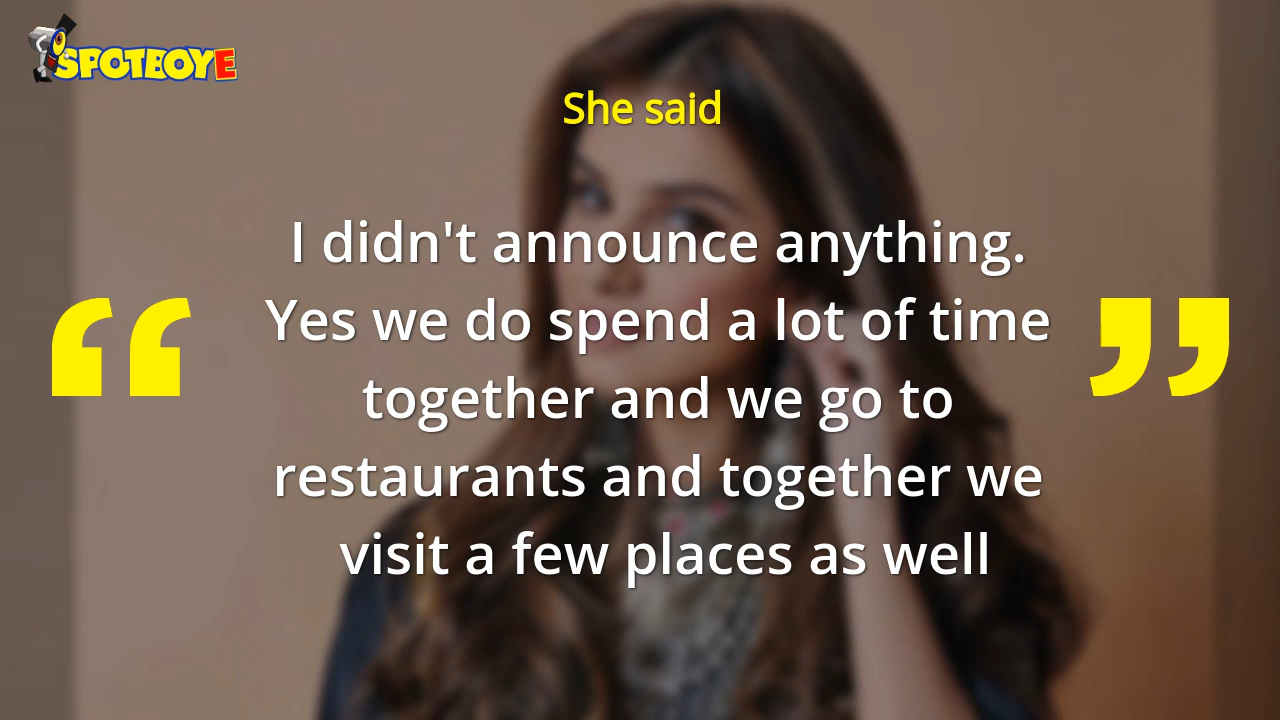 SPOTBOYE
She said
I didn't announce anything.
Yes we do spend a lot of time
together and we go to
restaurants and together we
visit a few places as well